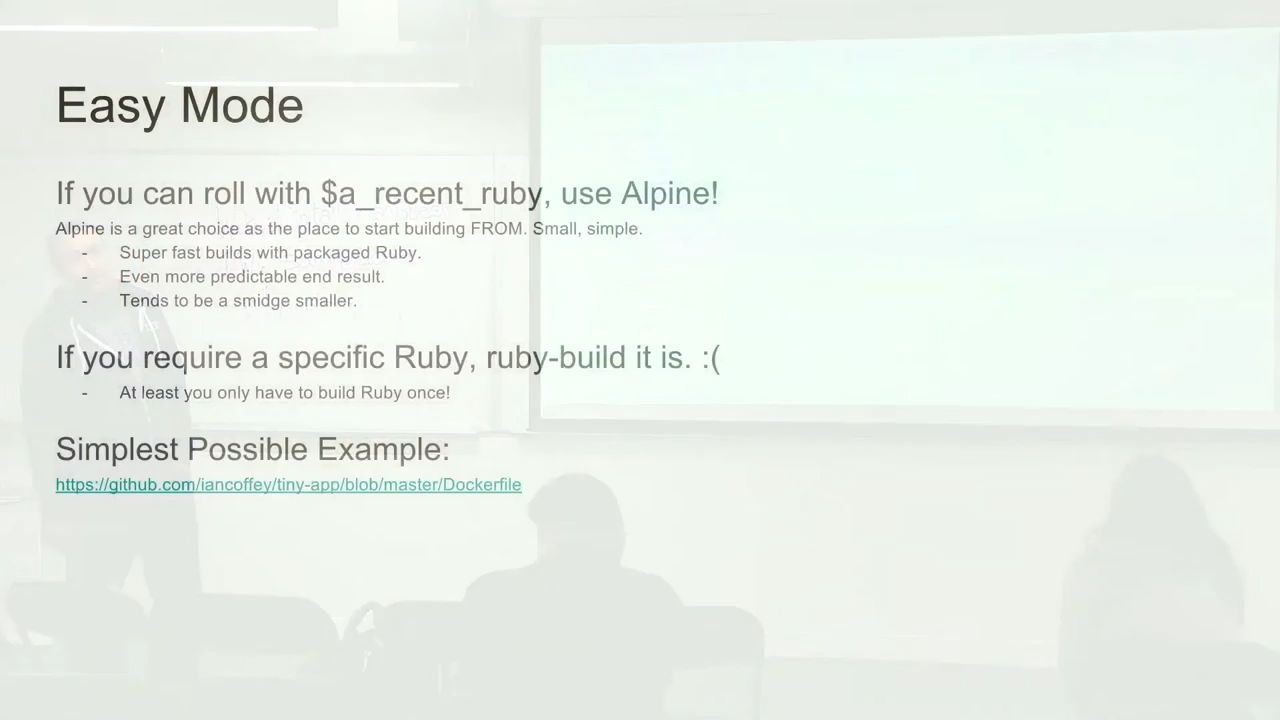 Easy Mode
If you can roll with $a_recent_ruby, use Alpine!
Alpine is a great choice as the place to start building FROM. Small, simple.
- Super fast builds with packaged Ruby.
- Even more predictable end result.
- Tends to be a smidge smaller.
If you require a specific Ruby, ruby-build it is. :(
- At least you only have to build Ruby once!
Simplest Possible Example:
https://github.com/iancoffey/tiny-app/blob/master/Dockerfile